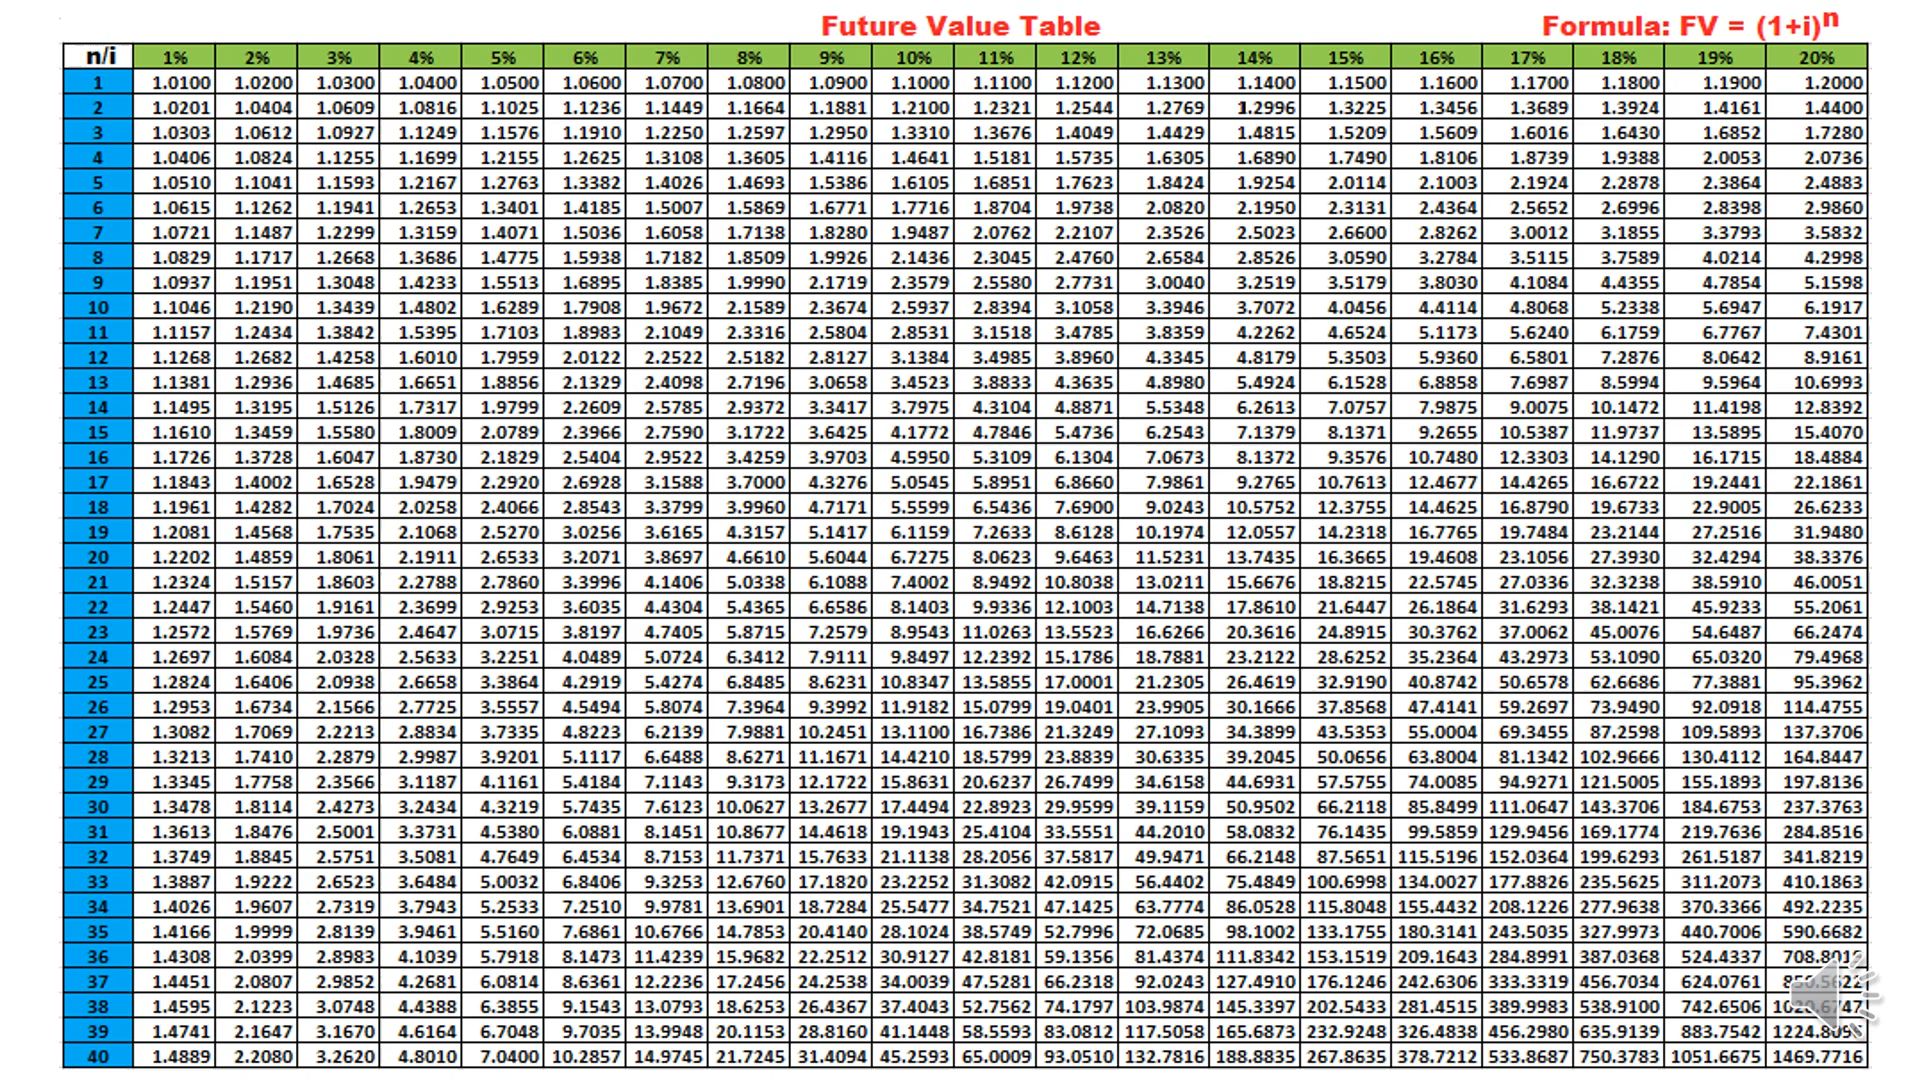 Future Value Table Formula: FV = (1+i)^n
n/i 1% 2% 3% 4% 5% 6% 7% 8% 9% 10% 11% 12% 13% 14% 15% 16% 17% 18% 19% 20%
1 1.0100 1.0200 1.0300 1.0400 1.0500 1.0600 1.0700 1.0800 1.0900 1.1000 1.1100 1.1200 1.1300 1.1400 1.1500 1.1600 1.1700 1.1800 1.1900 1.2000
2 1.0201 1.0404 1.0609 1.0816 1.1025 1.1236 1.1449 1.1664 1.1881 1.2100 1.2321 1.2544 1.2769 1.2996 1.3225 1.3456 1.3689 1.3924 1.4161 1.4400
3 1.0303 1.0612 1.0927 1.1249 1.1576 1.1910 1.2250 1.2597 1.2950 1.3310 1.3676 1.4049 1.4429 1.4815 1.5209 1.5609 1.6016 1.6430 1.6852 1.7280
4 1.0406 1.0824 1.1255 1.1699 1.2155 1.2625 1.3108 1.3605 1.4116 1.4641 1.5181 1.5735 1.6305 1.6890 1.7490 1.8106 1.8739 1.9388 2.0053 2.0736
5 1.0510 1.1041 1.1593 1.2167 1.2763 1.3382 1.4026 1.4693 1.5386 1.6105 1.6851 1.7623 1.8424 1.9254 2.0114 2.1003 2.1924 2.2878 2.3864 2.4883
6 1.0615 1.1262 1.1941 1.2653 1.3401 1.4185 1.5007 1.5869 1.6771 1.7716 1.8704 1.9738 2.0820 2.1950 2.3131 2.4364 2.5652 2.6996 2.8398 2.9860
7 1.0721 1.1487 1.2299 1.3159 1.4071 1.5036 1.6058 1.7138 1.8280 1.9487 2.0762 2.2107 2.3526 2.5023 2.6600 2.8262 3.0012 3.1855 3.3793 3.5832
8 1.0829 1.1717 1.2668 1.3686 1.4775 1.5938 1.7182 1.8509 1.9926 2.1436 2.3045 2.4760 2.6584 2.8526 3.0590 3.2784 3.5115 3.7589 4.0214 4.2998
9 1.0937 1.1951 1.3048 1.4233 1.5513 1.6895 1.8385 1.9990 2.1719 2.3579 2.5580 2.7731 3.0040 3.2519 3.5179 3.8030 4.1084 4.4355 4.7854 5.1598
10 1.1046 1.2190 1.3439 1.4802 1.6289 1.7908 1.9672 2.1589 2.3674 2.5937 2.8394 3.1058 3.3946 3.7072 4.0456 4.4114 4.8068 5.2338 5.6947 6.1917
11 1.1157 1.2434 1.3842 1.5395 1.7103 1.8983 2.1049 2.3316 2.5804 2.8531 3.1518 3.4785 3.8359 4.2262 4.6524 5.1173 5.6240 6.1759 6.7767 7.4301
12 1.1268 1.2682 1.4258 1.6010 1.7959 2.0122 2.2522 2.5182 2.8127 3.1384 3.4985 3.8960 4.3345 4.8179 5.3503 5.9360 6.5801 7.2876 8.0642 8.9161
13 1.1381 1.2936 1.4685 1.6651 1.8856 2.1329 2.4098 2.7196 3.0658 3.4523 3.8833 4.3635 4.8980 5.4924 6.1528 6.8858 7.6987 8.5994 9.5964 10.6993
14 1.1495 1.3195 1.5126 1.7317 1.9799 2.2609 2.5785 2.9372 3.3417 3.7975 4.3104 4.8871 5.5348 6.2613 7.0757 7.9875 9.0075 10.1472 11.4198 12.8392
15 1.1610 1.3459 1.5580 1.8009 2.0789 2.3966 2.7590 3.1722 3.6425 4.1772 4.7846 5.4736 6.2543 7.1379 8.1371 9.2655 10.5387 11.9737 13.5895 15.4070
16 1.1726 1.3728 1.6047 1.8730 2.1829 2.5404 2.9522 3.4259 3.9703 4.5950 5.3109 6.1304 7.0673 8.1372 9.3576 10.7480 12.3303 14.1290 16.1715 18.4884
17 1.1843 1.4002 1.6528 1.9479 2.2920 2.6928 3.1588 3.7000 4.3276 5.0545 5.8951 6.8660 7.9861 9.2765 10.7613 12.4677 14.4265 16.6722 19.2441 22.1861
18 1.1961 1.4282 1.7024 2.0258 2.4066 2.8543 3.3799 3.9960 4.7171 5.5599 6.5436 7.6900 9.0243 10.5752 12.3755 14.4625 16.8790 19.6733 22.9005 26.6233
19 1.2081 1.4568 1.7535 2.1068 2.5270 3.0256 3.6165 4.3157 5.1417 6.1159 7.2633 8.6128 10.1974 12.0557 14.2318 16.7765 19.7484 23.2144 27.2516 31.9480
20 1.2202 1.4859 1.8061 2.1911 2.6533 3.2071 3.8697 4.6610 5.6044 6.7275 8.0623 9.6463 11.5231 13.7435 16.3665 19.4608 23.1056 27.3930 32.4294 38.3376
21 1.2324 1.5157 1.8603 2.2788 2.7860 3.3996 4.1406 5.0338 6.1088 7.4002 8.9492 10.8038 13.0211 15.6676 18.8215 22.5745 27.0336 32.3238 38.5910 46.0051
22 1.2447 1.5460 1.9161 2.3699 2.9253 3.6035 4.4304 5.4365 6.6586 8.1403 9.9336 12.1003 14.7138 17.8610 21.6447 26.1864 31.6293 38.1421 45.9233 55.2061
23 1.2572 1.5769 1.9736 2.4647 3.0715 3.8197 4.7405 5.8715 7.2579 8.9543 11.0263 13.5523 16.6266 20.3616 24.8915 30.3762 37.0062 45.0076 54.6487 66.2474
24 1.2697 1.6084 2.0328 2.5633 3.2251 4.0489 5.0724 6.3412 7.9111 9.8497 12.2392 15.1786 18.7881 23.2122 28.6252 35.2364 43.2973 53.1090 65.0320 79.4968
25 1.2824 1.6406 2.0938 2.6658 3.3864 4.2919 5.4274 6.8485 8.6231 10.8347 13.5855 17.0001 21.2305 26.4619 32.9190 40.8742 50.6578 62.6686 77.3881 95.3962
26 1.2953 1.6734 2.1566 2.7725 3.5557 4.5494 5.8074 7.3964 9.3992 11.9182 15.0799 19.0401 23.9905 30.1666 37.8568 47.4141 59.2697 73.9490 92.0918 114.4755
27 1.3082 1.7069 2.2213 2.8834 3.7335 4.8223 6.2139 7.9881 10.2451 13.1100 16.7386 21.3249 27.1093 34.3899 43.5353 55.0004 69.3455 87.2598 109.5893 137.3706
28 1.3213 1.7410 2.2879 2.9987 3.9201 5.1117 6.6488 8.6271 11.1671 14.4210 18.5799 23.8839 30.6335 39.2045 50.0656 63.8004 81.1342 102.9666 130.4112 164.8447
29 1.3345 1.7758 2.3566 3.1187 4.1161 5.4184 7.1143 9.3173 12.1722 15.8631 20.6237 26.7499 34.6158 44.6931 57.5755 74.0085 94.9271 121.5005 155.1893 197.8136
30 1.3478 1.8114 2.4273 3.2434 4.3219 5.7435 7.6123 10.0627 13.2677 17.4494 22.8923 29.9599 39.1159 50.9502 66.2118 85.8499 111.0647 143.3706 184.6753 237.3763
31 1.3613 1.8476 2.5001 3.3731 4.5380 6.0881 8.1451 10.8677 14.4618 19.1943 25.4104 33.5551 44.2010 58.0832 76.1435 99.5859 129.9456 169.1774 219.7636 284.8516
32 1.3749 1.8845 2.5751 3.5081 4.7649 6.4534 8.7153 11.7371 15.7633 21.1138 28.2056 37.5817 49.9471 66.2148 87.5651 115.5196 152.0364 199.6293 261.5187 341.8219
33 1.3887 1.9222 2.6523 3.6484 5.0032 6.8406 9.3253 12.6760 17.1820 23.2252 31.3082 42.0915 56.4402 75.4849 100.6998 134.0027 177.8826 235.5625 311.2073 410.1863
34 1.4026 1.9607 2.7319 3.7943 5.2533 7.2510 9.9781 13.6901 18.7284 25.5477 34.7521 47.1425 63.7774 86.0528 115.8048 155.4432 208.1226 277.9638 370.3366 492.2235
35 1.4166 1.9999 2.8139 3.9461 5.5160 7.6861 10.6766 14.7853 20.4140 28.1024 38.5749 52.7996 72.0685 98.1002 133.1755 180.3141 243.5035 327.9973 440.7006 590.6682
36 1.4308 2.0399 2.8983 4.1039 5.7918 8.1473 11.4239 15.9682 22.2512 30.9127 42.8181 59.1356 81.4374 111.8342 153.1519 209.1643 284.8991 387.0368 524.4337
37 1.4451 2.0807 2.9852 4.2681 6.0814 8.6361 12.2236 17.2456 24.2538 34.0039 47.5281 66.2318 92.0243 127.4910 176.1246 242.6306 333.3319 456.7034 624.0761
38 1.4595 2.1223 3.0748 4.4388 6.3855 9.1543 13.0793 18.6253 26.4367 37.4043 52.7562 74.1797 103.9874 145.3397 202.5433 281.4515 389.9983 538.9100 742.6506
39 1.4741 2.1647 3.1670 4.6164 6.7048 9.7035 13.9948 20.1153 28.8160 41.1448 58.5593 83.0812 117.5058 165.6873 232.9248 326.4838 456.2980 635.9139 883.7542
40 1.4889 2.2080 3.2620 4.8010 7.0400 10.2857 14.9745 21.7245 31.4094 45.2593 65.0009 93.0510 132.7816 188.8835 267.8635 378.7212 533.8687 750.3783 1051.6675 1469.7716